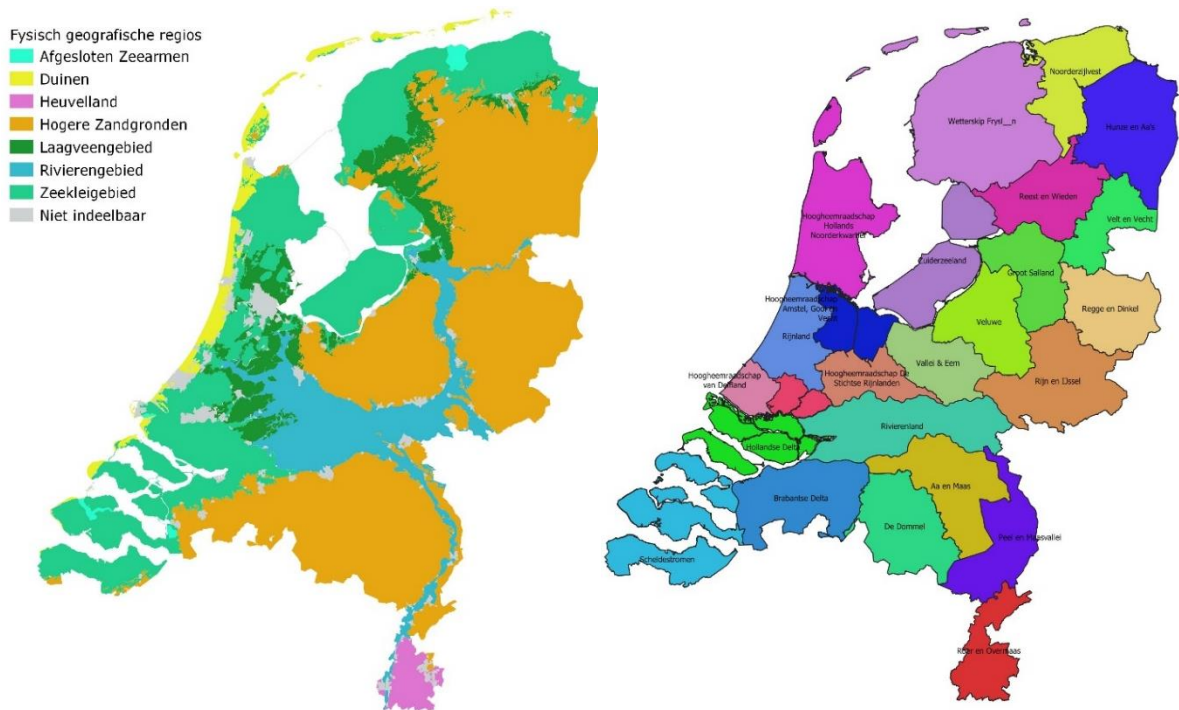 Fysisch geografische regios
Afgesloten Zeearmen
Duinen
Heuvelland
Hogere Zandgronden
Laagveengebied
Rivierengebied
Zeekleigebied
Niet indeelbaar
Noorderzijlvest
Wetterskip Frysl__n
Hunze en Aa's
Reest en Wieden
Velt en Vecht
Hoogheemraadschap
Hollands
Noorderkwartier
Zuiderzeeland
Groot Salland
Regge en Dinkel
Hoogheemraadschap
Amstel, Gooi en
Vecht
Veluwe
Rijnland
Vallei & Eem
Hoogheemraadschap
van Delfland
Hoogheemraadschap De
Stichtse Rijnlanden
Rijn en IJssel
Rivierenland
Hollandse Delta
Aa en Maas
Brabantse Delta
De Dommel
Peel en Maasvallei
Scheldestromen
Roer en Overmaas